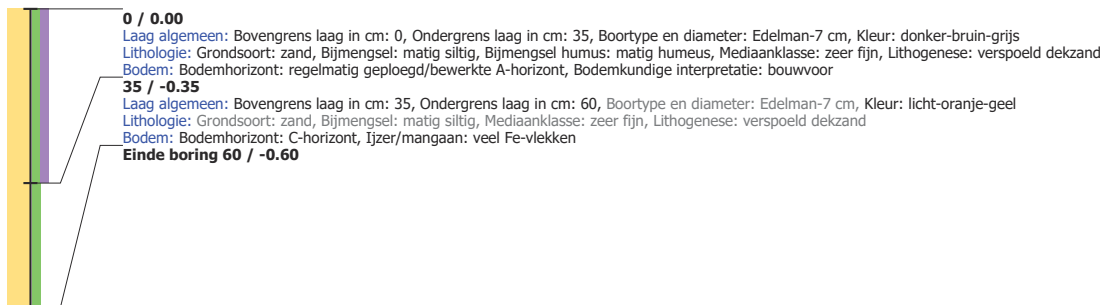 0 / 0.00
Laag algemeen: Bovengrens laag in cm: 0, Ondergrens laag in cm: 35, Boortype en diameter: Edelman-7 cm, Kleur: donker-bruin-grijs
Lithologie: Grondsoort: zand, Bijmengsel: matig siltig, Bijmengsel humus: matig humeus, Mediaanklasse: zeer fijn, Lithogenese: verspoeld dekzand
Bodem: Bodemhorizont: regelmatig geploegd/bewerkte A-horizont, Bodemkundige interpretatie: bouwvoor
35 / -0.35
Laag algemeen: Bovengrens laag in cm: 35, Ondergrens laag in cm: 60, Boortype en diameter: Edelman-7 cm, Kleur: licht-oranje-geel
Lithologie: Grondsoort: zand, Bijmengsel: matig siltig, Mediaanklasse: zeer fijn, Lithogenese: verspoeld dekzand
Bodem: Bodemhorizont: C-horizont, Ijzer/mangaan: veel Fe-vlekken
Einde boring 60 / -0.60